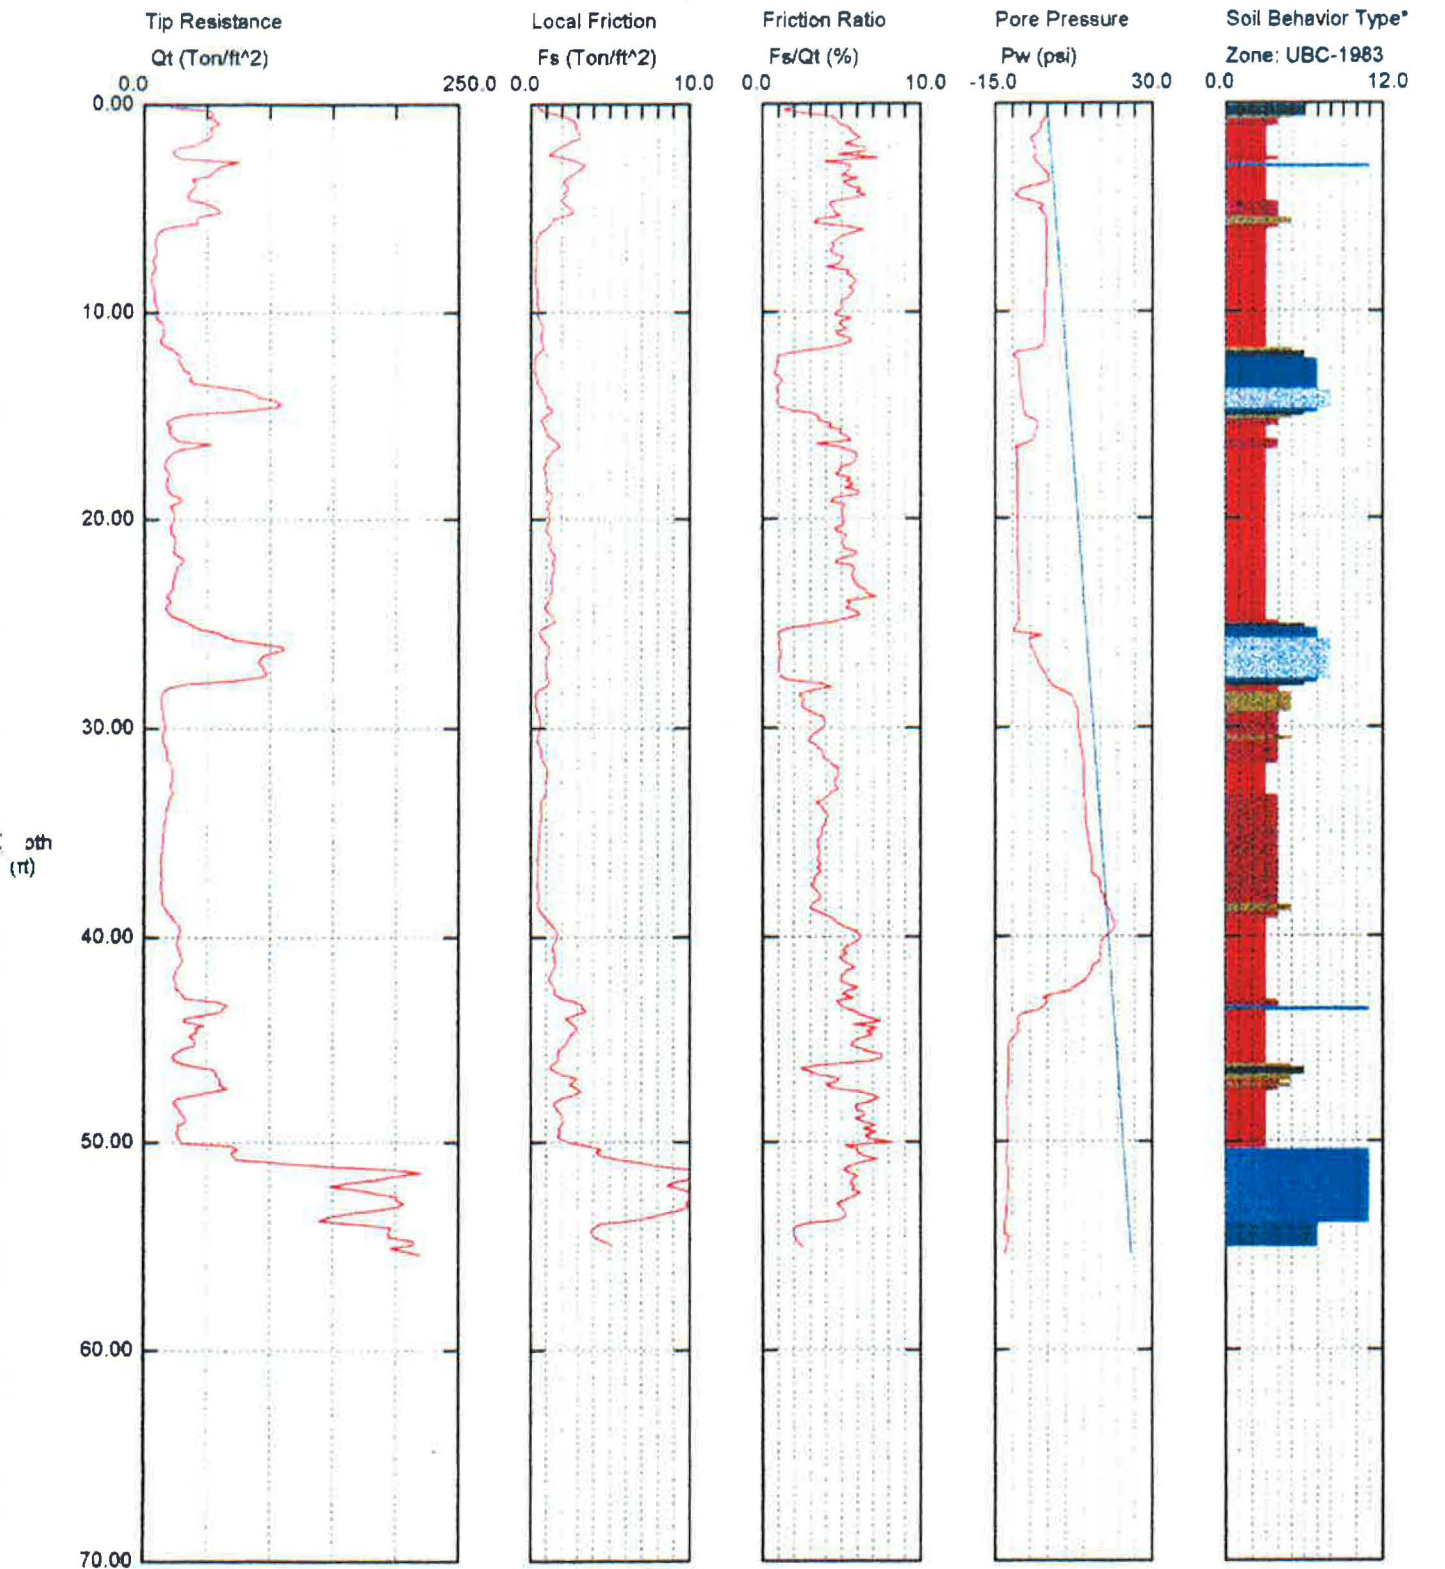 Tip Resistance
Qt (Ton/ft^2)
0.0 250.0
Local Friction
Fs (Ton/ft^2)
0.0 10.0
Friction Ratio
Fs/Qt (%)
0.0 10.0
Pore Pressure
Pw (psi)
-15.0 30.0
Soil Behavior Type*
Zone: UBC-1983
0.0 12.0
0.00
10.00
20.00
30.00
40.00
50.00
60.00
70.00